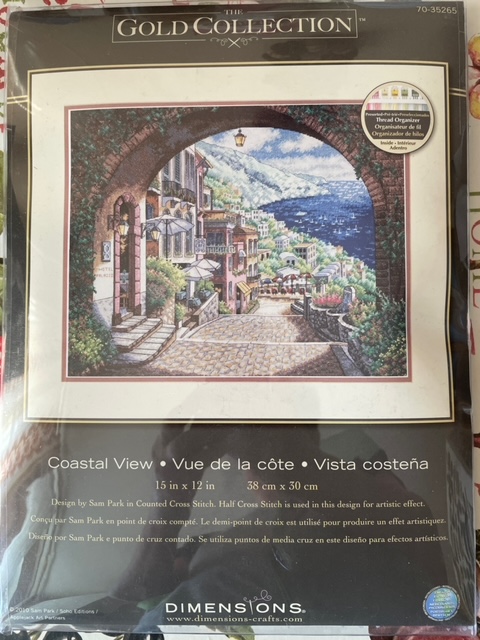 THE
70-35265
GOLD COLLECTION™
Thread Organizer
Organisateur de fil
Organizador de hilo
Inside • Intérieur
Adentro
Coastal View • Vue de la côte • Vista costeña
15 in x 12 in 38 cm x 30 cm
Design by Sam Park in Counted Cross Stitch. Half Cross Stitch is used in this design for artistic effect.
Conçu par Sam Park en point de croix compté. Le demi-point de croix est utilisé pour produire un effet artistique.
Diseño por Sam Park e punto de cruz contado. Se utiliza puntos de media cruz en este diseño para efectos artísticos.
© 2010 Sam Park / Soho Editions /
Applejack Art Partners
DIMENSIONS®
www.dimensions-crafts.com